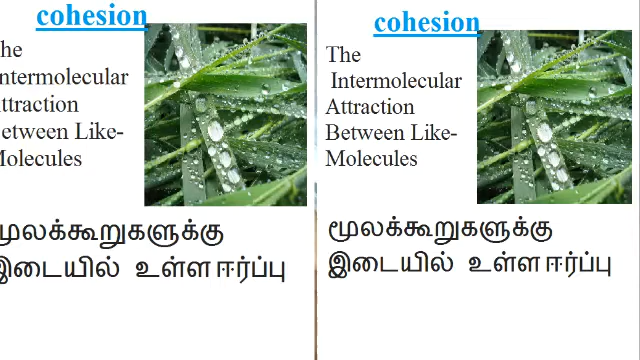 cohesion
he
ntermolecular
ttraction
etween Like-
Molecules
மூலக்கூறுகளுக்கு
இடையில் உள்ள ஈர்ப்பு
cohesion
The
Intermolecular
Attraction
Between Like-
Molecules
மூலக்கூறுகளுக்கு
இடையில் உள்ள ஈர்ப்பு